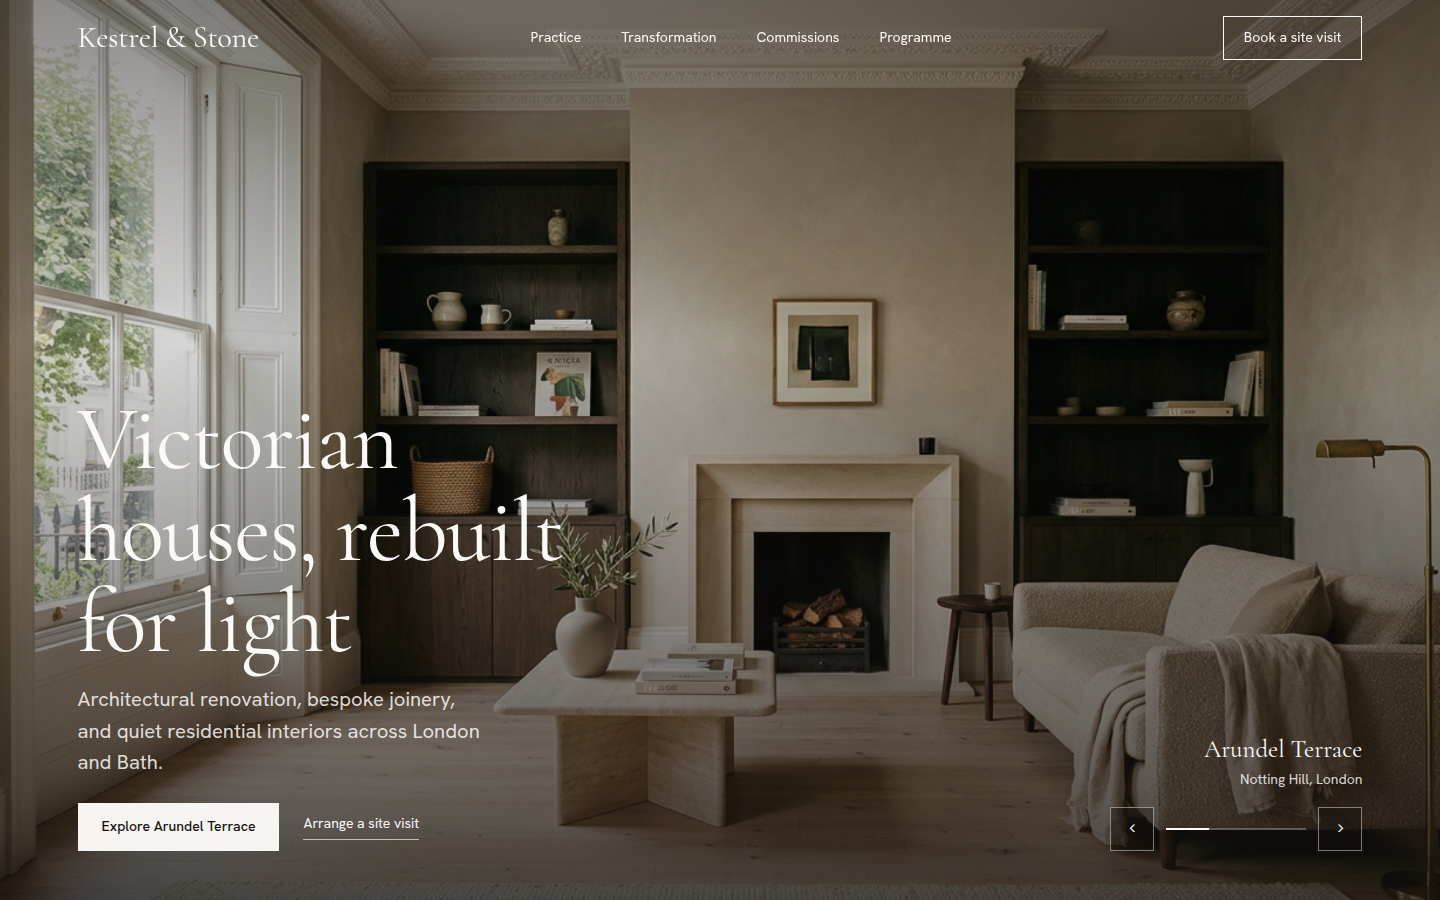 Kestrel & Stone
Practice
Transformation
Commissions
Programme
Book a site visit
Victorian
houses, rebuilt
for light
Architectural renovation, bespoke joinery,
and quiet residential interiors across London
and Bath.
Explore Arundel Terrace
Arrange a site visit
Arundel Terrace
Notting Hill, London